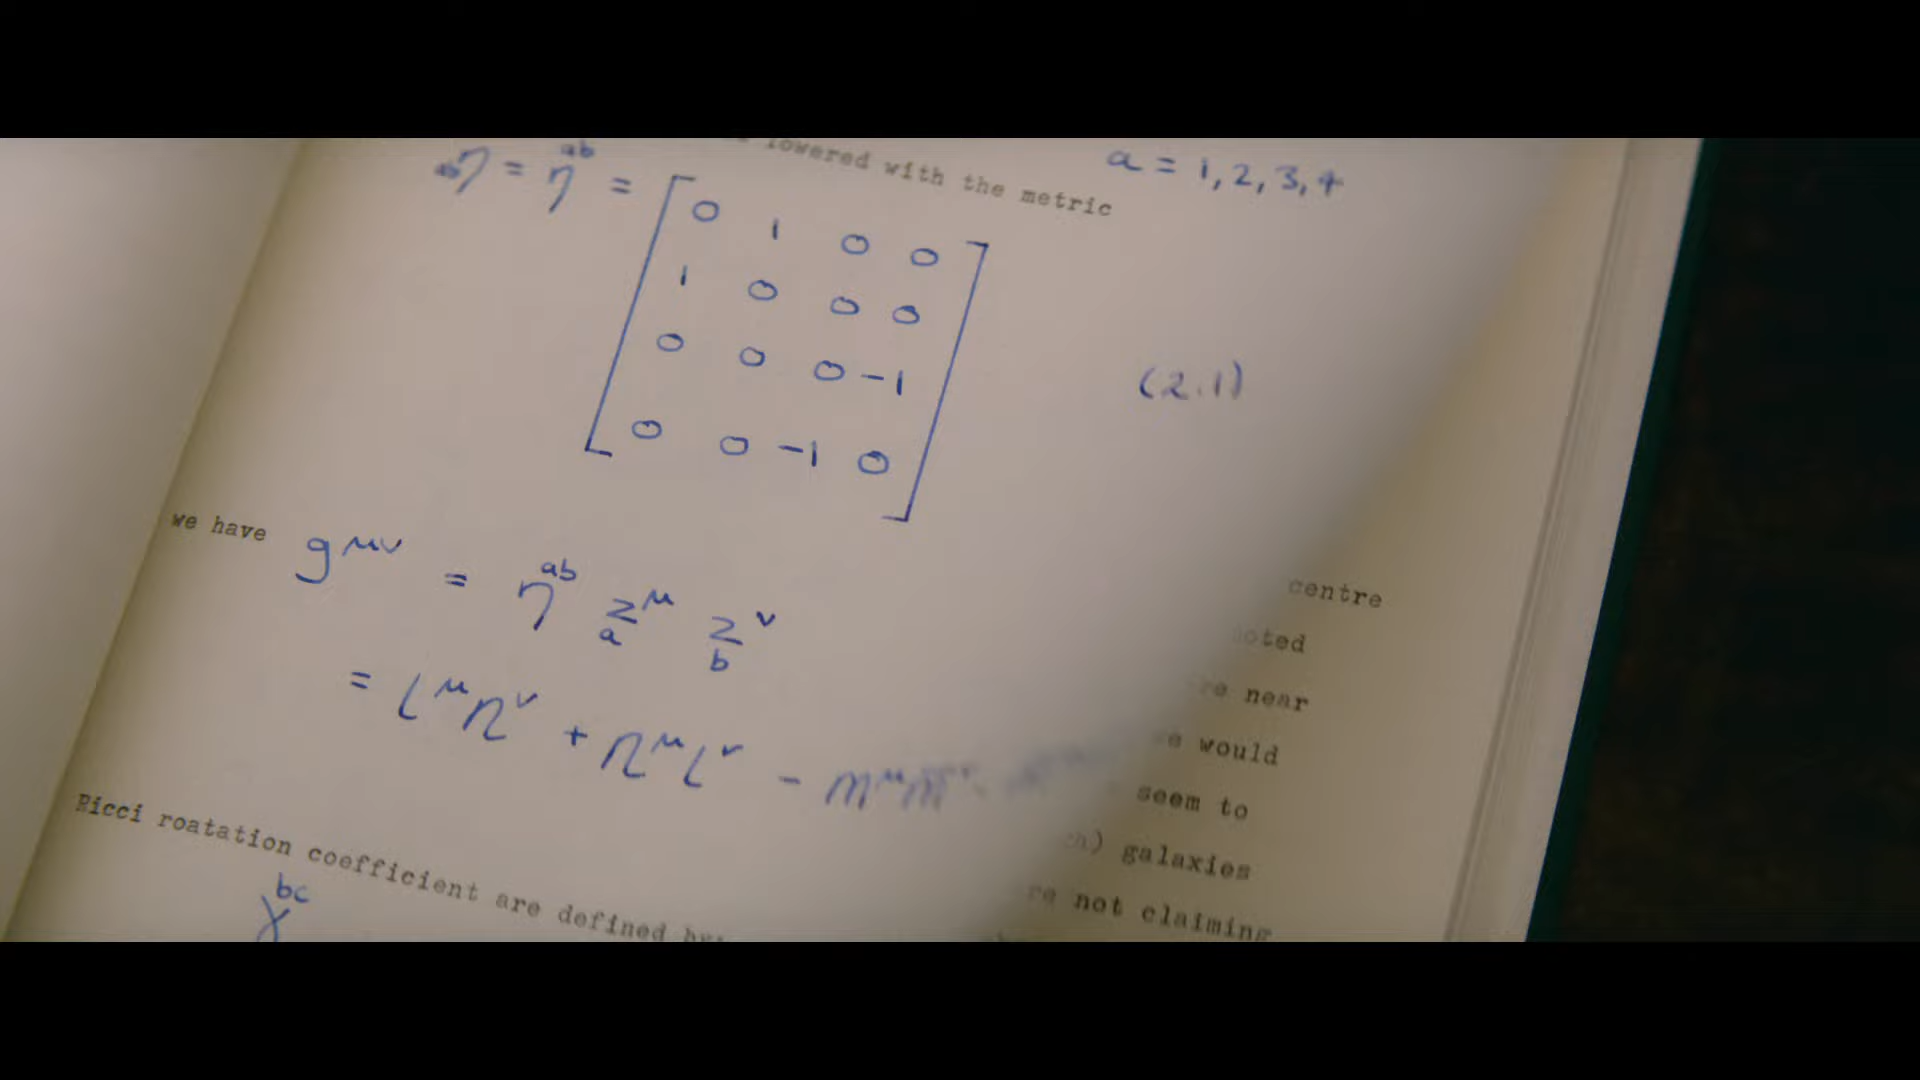 lowered with the metric
a = 1, 2, 3, 4
abη = η^ab = [0 1 0 0
1 0 0 0
0 0 0 -1
0 0 -1 0]
(2.1)
we have g^μν = η^ab z_a^μ z_b^ν
= l^μ n^ν + n^μ l^ν - m^μ m̅^ν -
Ricci roatation coefficient are defined by:
γ^bc
centre
near
would
seem to
galaxies
not claiming